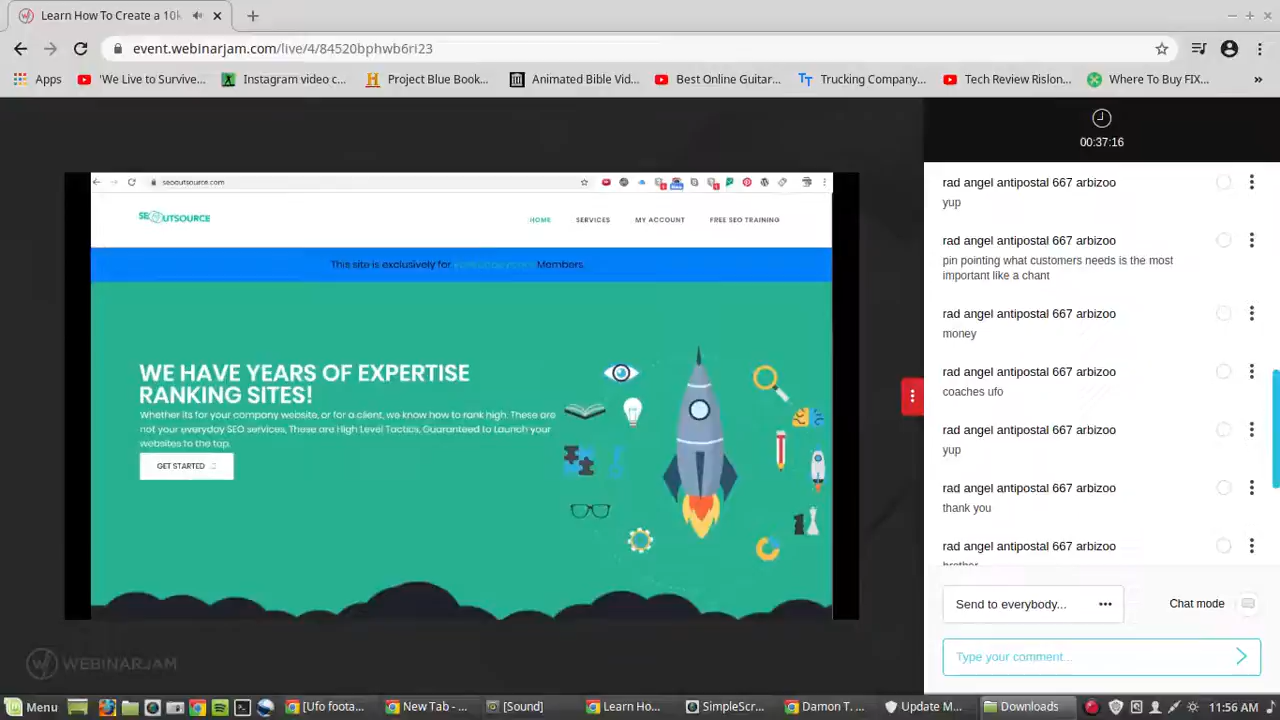 Learn How To Create a 10k
event.webinarjam.com/live/4/84520bphwb6ri23
Apps
'We Live to Survive...
Instagram video c...
Project Blue Book...
Animated Bible Vid...
Best Online Guitar...
Trucking Company...
Tech Review Rislon...
Where To Buy FIX...
»
00:37:16
seooutsource.com
SEOUTSOURCE
HOME
SERVICES
MY ACCOUNT
FREE SEO TRAINING
This site is exclusively for
Members.
WE HAVE YEARS OF EXPERTISE
RANKING SITES!
Whether its for your company website, or for a client, we know how to rank high. These are
not your everyday SEO services, These are High Level Tactics, Guaranteed to Launch your
websites to the top.
GET STARTED
WEBINARJAM
rad angel antipostal 667 arbizoo
yup
rad angel antipostal 667 arbizoo
pin pointing what customers needs is the most
important like a chant
rad angel antipostal 667 arbizoo
money
rad angel antipostal 667 arbizoo
coaches ufo
rad angel antipostal 667 arbizoo
yup
rad angel antipostal 667 arbizoo
thank you
rad angel antipostal 667 arbizoo
brother
Send to everybody...
Chat mode
Type your comment...
Menu
[Ufo foota...
New Tab - ...
[Sound]
Learn Ho...
SimpleScr...
Damon T. ...
Update M...
Downloads
11:56 AM